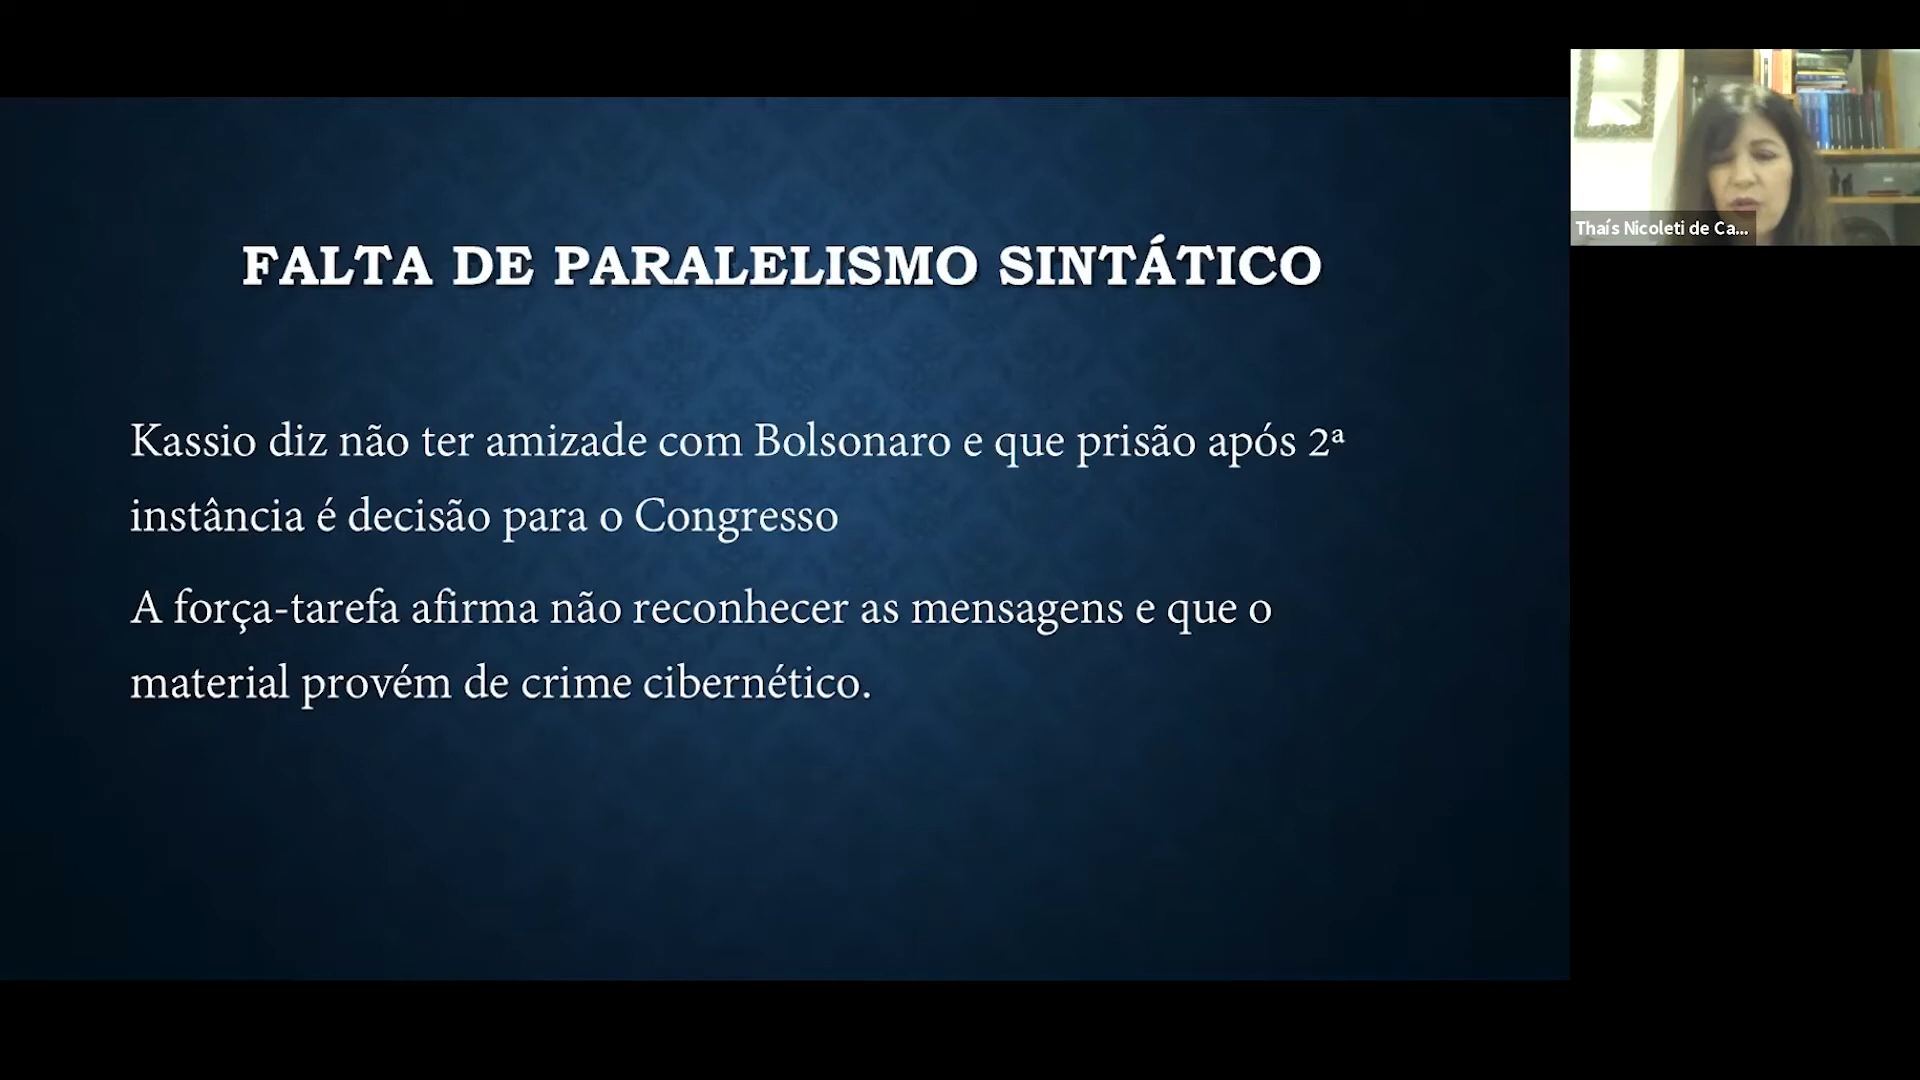 FALTA DE PARALELISMO SINTÁTICO
Kassio diz não ter amizade com Bolsonaro e que prisão após 2ª
instância é decisão para o Congresso
A força-tarefa afirma não reconhecer as mensagens e que o
material provém de crime cibernético.
Thaís Nicoleti de Ca...